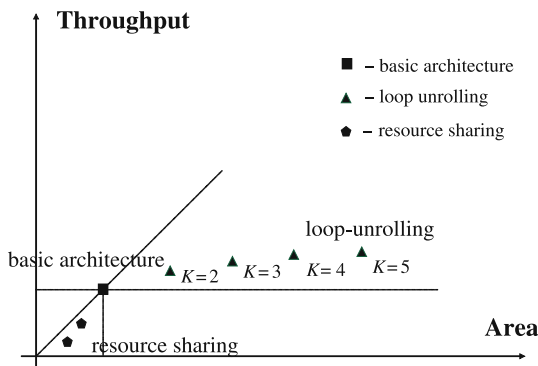 Throughput
– basic architecture
– loop unrolling
– resource sharing
loop-unrolling
basic architecture
K=2
K=3
K=4
K=5
Area
resource sharing